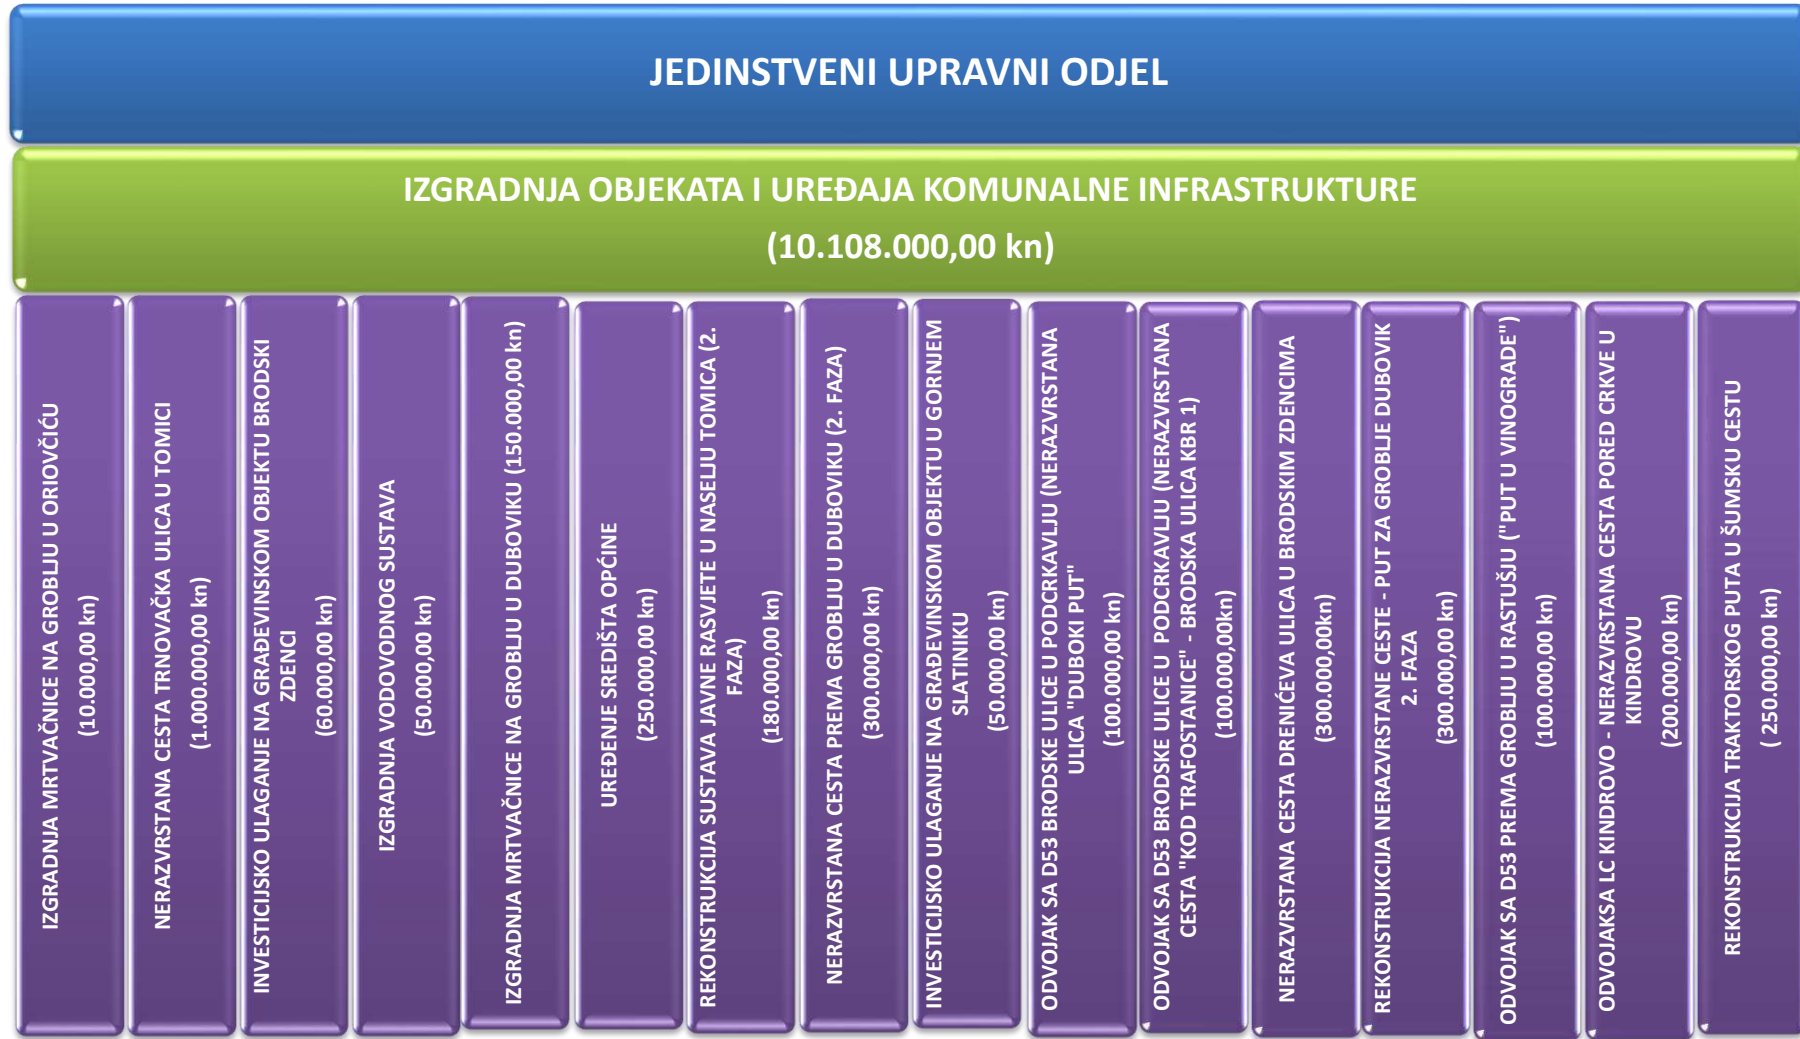 JEDINSTVENI UPRAVNI ODJEL
IZGRADNJA OBJEKATA I UREĐAJA KOMUNALNE INFRASTRUKTURE
(10.108.000,00 kn)
IZGRADNJA MRTVAČNICE NA GROBLJU U ORIOVČIĆU
(10.000,00 kn)
NERAZVRSTANA CESTA TRNOVAČKA ULICA U TOMICI
(1.000.000,00 kn)
INVESTICIJSKO ULAGANJE NA GRAĐEVINSKOM OBJEKTU BRODSKI
ZDENCI
(60.000,00 kn)
IZGRADNJA VODOVODNOG SUSTAVA
(50.000,00 kn)
IZGRADNJA MRTVAČNICE NA GROBLJU U DUBOVIKU (150.000,00 kn)
UREĐENJE SREDIŠTA OPĆINE
(250.000,00 kn)
REKONSTRUKCIJA SUSTAVA JAVNE RASVJETE U NASELJU TOMICA (2.
FAZA)
(180.000,00 kn)
NERAZVRSTANA CESTA PREMA GROBLJU U DUBOVIKU (2. FAZA)
(300.000,00 kn)
INVESTICIJSKO ULAGANJE NA GRAĐEVINSKOM OBJEKTU U GORNJEM
SLATINIKU
(50.000,00 kn)
ODVOJAK SA D53 BRODSKE ULICE U PODCRKAVLJU (NERAZVRSTANA
ULICA "DUBOKI PUT"
(100.000,00 kn)
ODVOJAK SA D53 BRODSKE ULICE U PODCRKAVLJU (NERAZVRSTANA
CESTA "KOD TRAFOSTANICE" - BRODSKA ULICA KBR 1)
(100.000,00kn)
NERAZVRSTANA CESTA DRENIĆEVA ULICA U BRODSKIM ZDENCIMA
(300.000,00kn)
REKONSTRUKCIJA NERAZVRSTANE CESTE - PUT ZA GROBLJE DUBOVIK
2. FAZA
(300.000,00 kn)
ODVOJAK SA D53 PREMA GROBLJU U RASTUŠJU ("PUT U VINOGRADE")
(100.000,00 kn)
ODVOJAKSA LC KINDROVO - NERAZVRSTANA CESTA PORED CRKVE U
KINDROVU
(200.000,00 kn)
REKONSTRUKCIJA TRAKTORSKOG PUTA U ŠUMSKU CESTU
( 250.000,00 kn)